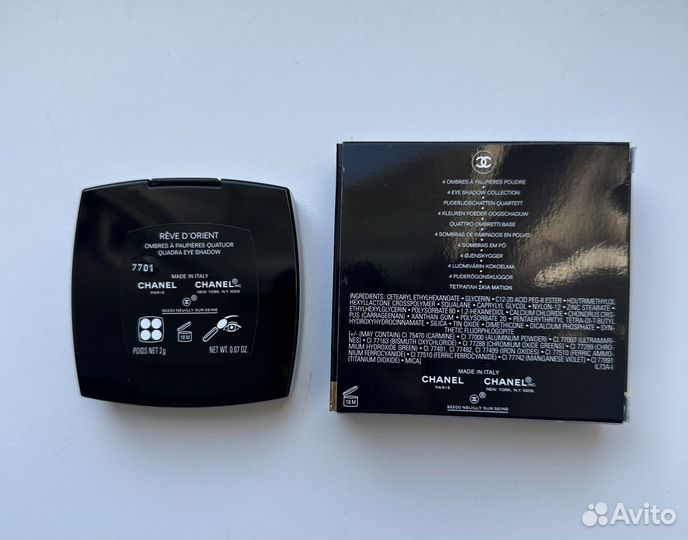 RÊVE D'ORIENT
OMBRES À PAUPIÈRES QUATUOR
QUADRA EYE SHADOW
7701
MADE IN ITALY
CHANEL CHANEL INC.
PARIS NEW YORK, N.Y. 10019
92200 NEUILLY SUR SEINE
18 M
POIDS NET 2g NET WT. 0.07 OZ.
4 OMBRES À PAUPIÈRES POUDRE
4 EYE SHADOW COLLECTION
PUDERLIDSCHATTEN-QUARTETT
4 KLEUREN POEDER-OOGSCHADUW
QUATTRO OMBRETTI BASE
4 SOMBRAS DE PÁRPADOS EN POLVO
4 SOMBRAS EM PÓ
4 ØJENSKYGGER
4 LUOMIVÄRIN KOKOELMA
4 PUDERÖGONSKUGGOR
ΤΕΤΡΑΠΛΗ ΣΚΙΑ ΜΑΤΙΩΝ
INGREDIENTS: CETEARYL ETHYLHEXANOATE • GLYCERIN • C12-20 ACID PEG-8 ESTER • HDI/TRIMETHYLOL
HEXYLLACTONE CROSSPOLYMER • SQUALANE • CAPRYLYL GLYCOL • NYLON-12 • ZINC STEARATE •
ETHYLHEXYLGLYCERIN • POLYSORBATE 80 • 1,2-HEXANEDIOL • CALCIUM CHLORIDE • CHONDRUS CRIS-
PUS (CARRAGEENAN) • XANTHAN GUM • POLYSORBATE 20 • PENTAERYTHRITYL TETRA-DI-T-BUTYL
HYDROXYHYDROCINNAMATE • SILICA • TIN OXIDE • DIMETHICONE • DICALCIUM PHOSPHATE • SYN-
THETIC FLUORPHLOGOPITE
[+/- (MAY CONTAIN) CI 75470 (CARMINE) • CI 77000 (ALUMINUM POWDER) • CI 77007 (ULTRAMARI-
NES) • CI 77163 (BISMUTH OXYCHLORIDE) • CI 77288 (CHROMIUM OXIDE GREEN) • CI 77289 (CHRO-
MIUM HYDROXIDE GREEN) • CI 77491, CI 77492, CI 77499 (IRON OXIDES) • CI 77510 (FERRIC AMMO-
NIUM FERROCYANIDE) • CI 77510 (FERRIC FERROCYANIDE) • CI 77742 (MANGANESE VIOLET) • CI 77891
(TITANIUM DIOXIDE) • MICA] IL73A-I
MADE IN ITALY
CHANEL CHANEL INC.
PARIS NEW YORK, N.Y. 10019
18 M
92200 NEUILLY SUR SEINE
Avito